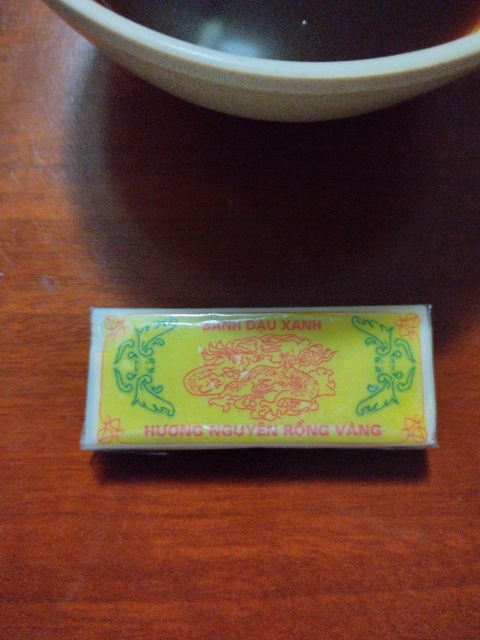 BÁNH ĐẬU XANH
HƯƠNG NGUYÊN RỒNG VÀNG